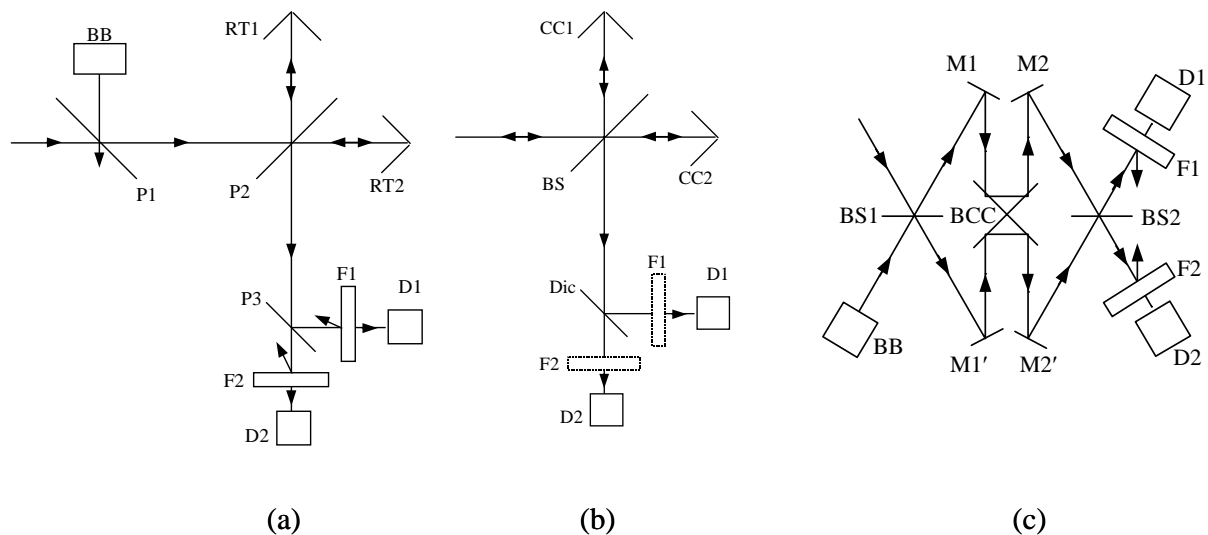 BB
RT1
P1
P2
RT2
P3
F1
D1
F2
D2
(a)
CC1
BS
CC2
Dic
F1
D1
F2
D2
(b)
M1
M2
D1
F1
BS1
BCC
BS2
F2
BB
M1′
M2′
D2
(c)